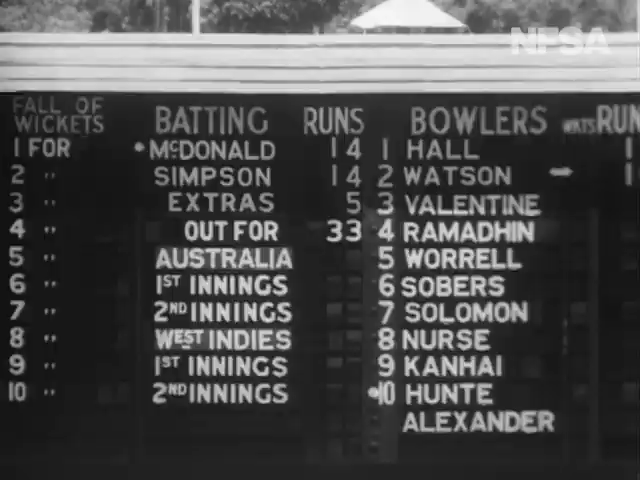 NFSA
FALL OF WICKETS BATTING RUNS BOWLERS WKTS RUN
1 FOR •McDONALD 14 1 HALL 1
2 " SIMPSON 14 2 WATSON 1
3 " EXTRAS 5 3 VALENTINE
4 " OUT FOR 33 4 RAMADHIN
5 " AUSTRALIA 5 WORRELL
6 " 1ST INNINGS 6 SOBERS
7 " 2ND INNINGS 7 SOLOMON
8 " WEST INDIES 8 NURSE
9 " 1ST INNINGS 9 KANHAI
10 " 2ND INNINGS •10 HUNTE
ALEXANDER